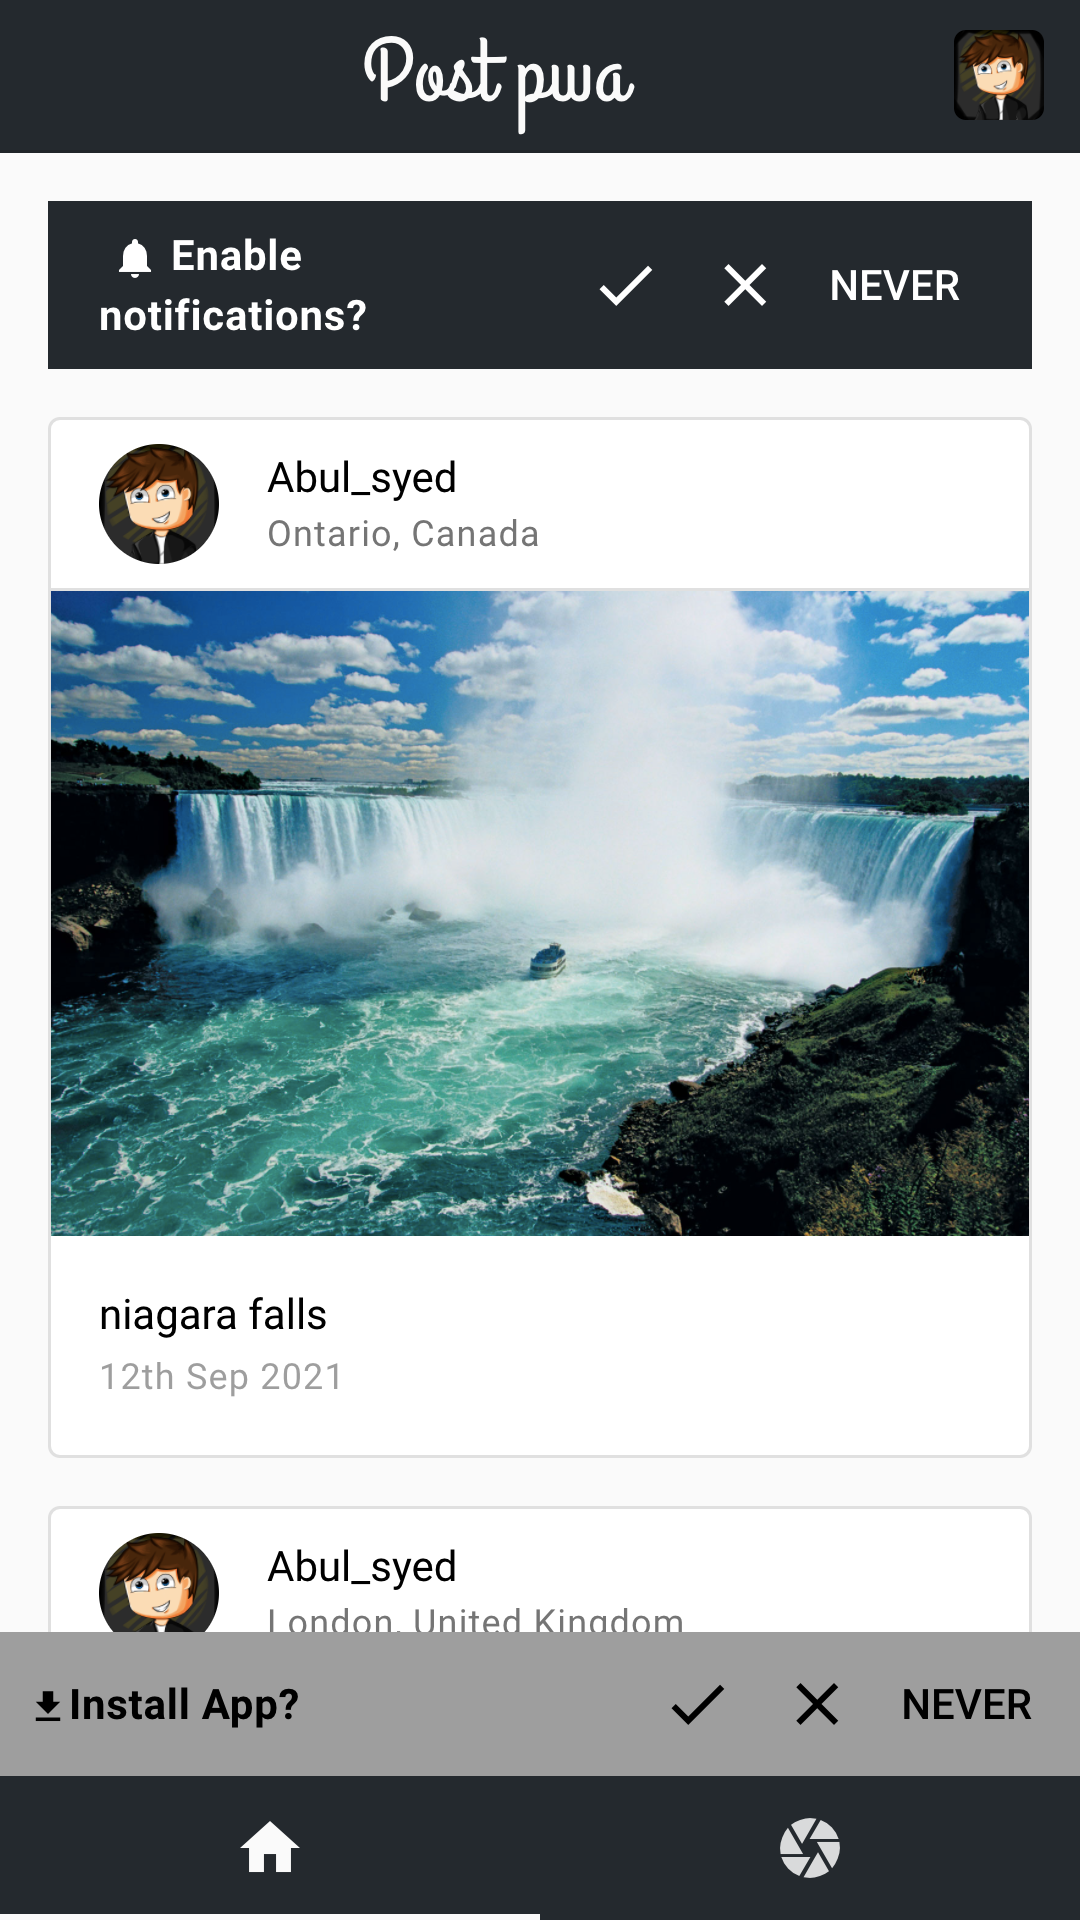 Post pwa
Enable
notifications?
NEVER
Abul_syed
Ontario, Canada
niagara falls
12th Sep 2021
Abul_syed
London, United Kingdom
Install App?
NEVER